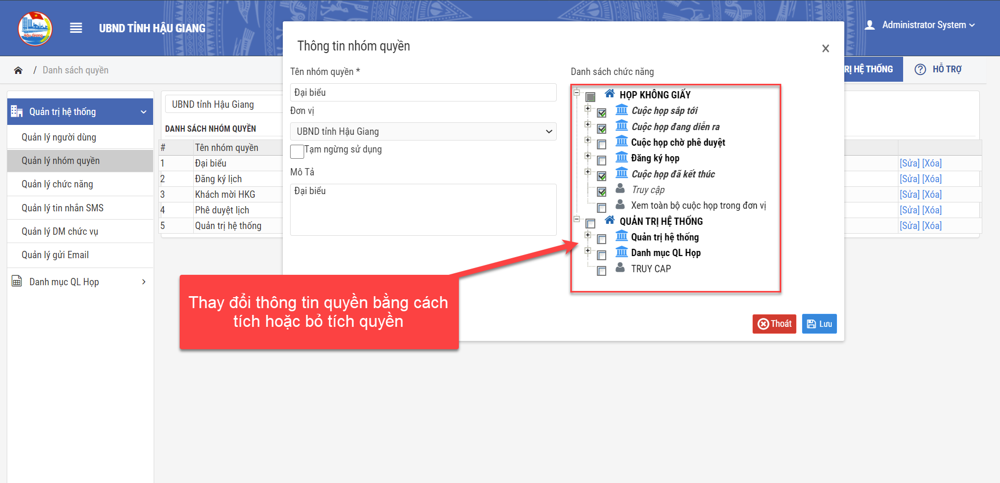 UBND TỈNH HẬU GIANG
Administrator System
/ Danh sách quyền
RỊ HỆ THỐNG
HỖ TRỢ
Quản trị hệ thống
Quản lý người dùng
Quản lý nhóm quyền
Quản lý chức năng
Quản lý tin nhắn SMS
Quản lý DM chức vụ
Quản lý gửi Email
Danh mục QL Họp
UBND tỉnh Hậu Giang
DANH SÁCH NHÓM QUYỀN
# Tên nhóm quyền
1 Đại biểu [Sửa] [Xóa]
2 Đăng ký lịch [Sửa] [Xóa]
3 Khách mời HKG [Sửa] [Xóa]
4 Phê duyệt lịch [Sửa] [Xóa]
5 Quản trị hệ thống [Sửa] [Xóa]
Thông tin nhóm quyền
Tên nhóm quyền *
Đại biểu
Đơn vị
UBND tỉnh Hậu Giang
Tạm ngừng sử dụng
Mô Tả
Đại biểu
Danh sách chức năng
HỌP KHÔNG GIẤY
Cuộc họp sắp tới
Cuộc họp đang diễn ra
Cuộc họp chờ phê duyệt
Đăng ký họp
Cuộc họp đã kết thúc
Truy cập
Xem toàn bộ cuộc họp trong đơn vị
QUẢN TRỊ HỆ THỐNG
Quản trị hệ thống
Danh mục QL Họp
TRUY CAP
Thay đổi thông tin quyền bằng cách
tích hoặc bỏ tích quyền
Thoát
Lưu
Hậu Giang